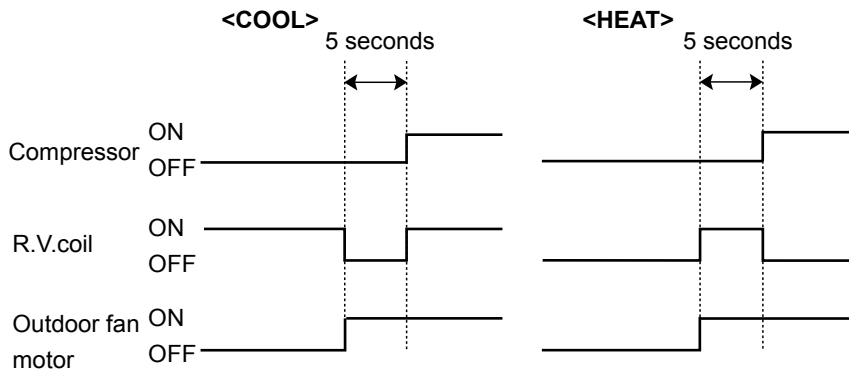 <COOL>
<HEAT>
5 seconds
5 seconds
Compressor
ON
OFF
R.V.coil
ON
OFF
Outdoor fan
motor
ON
OFF